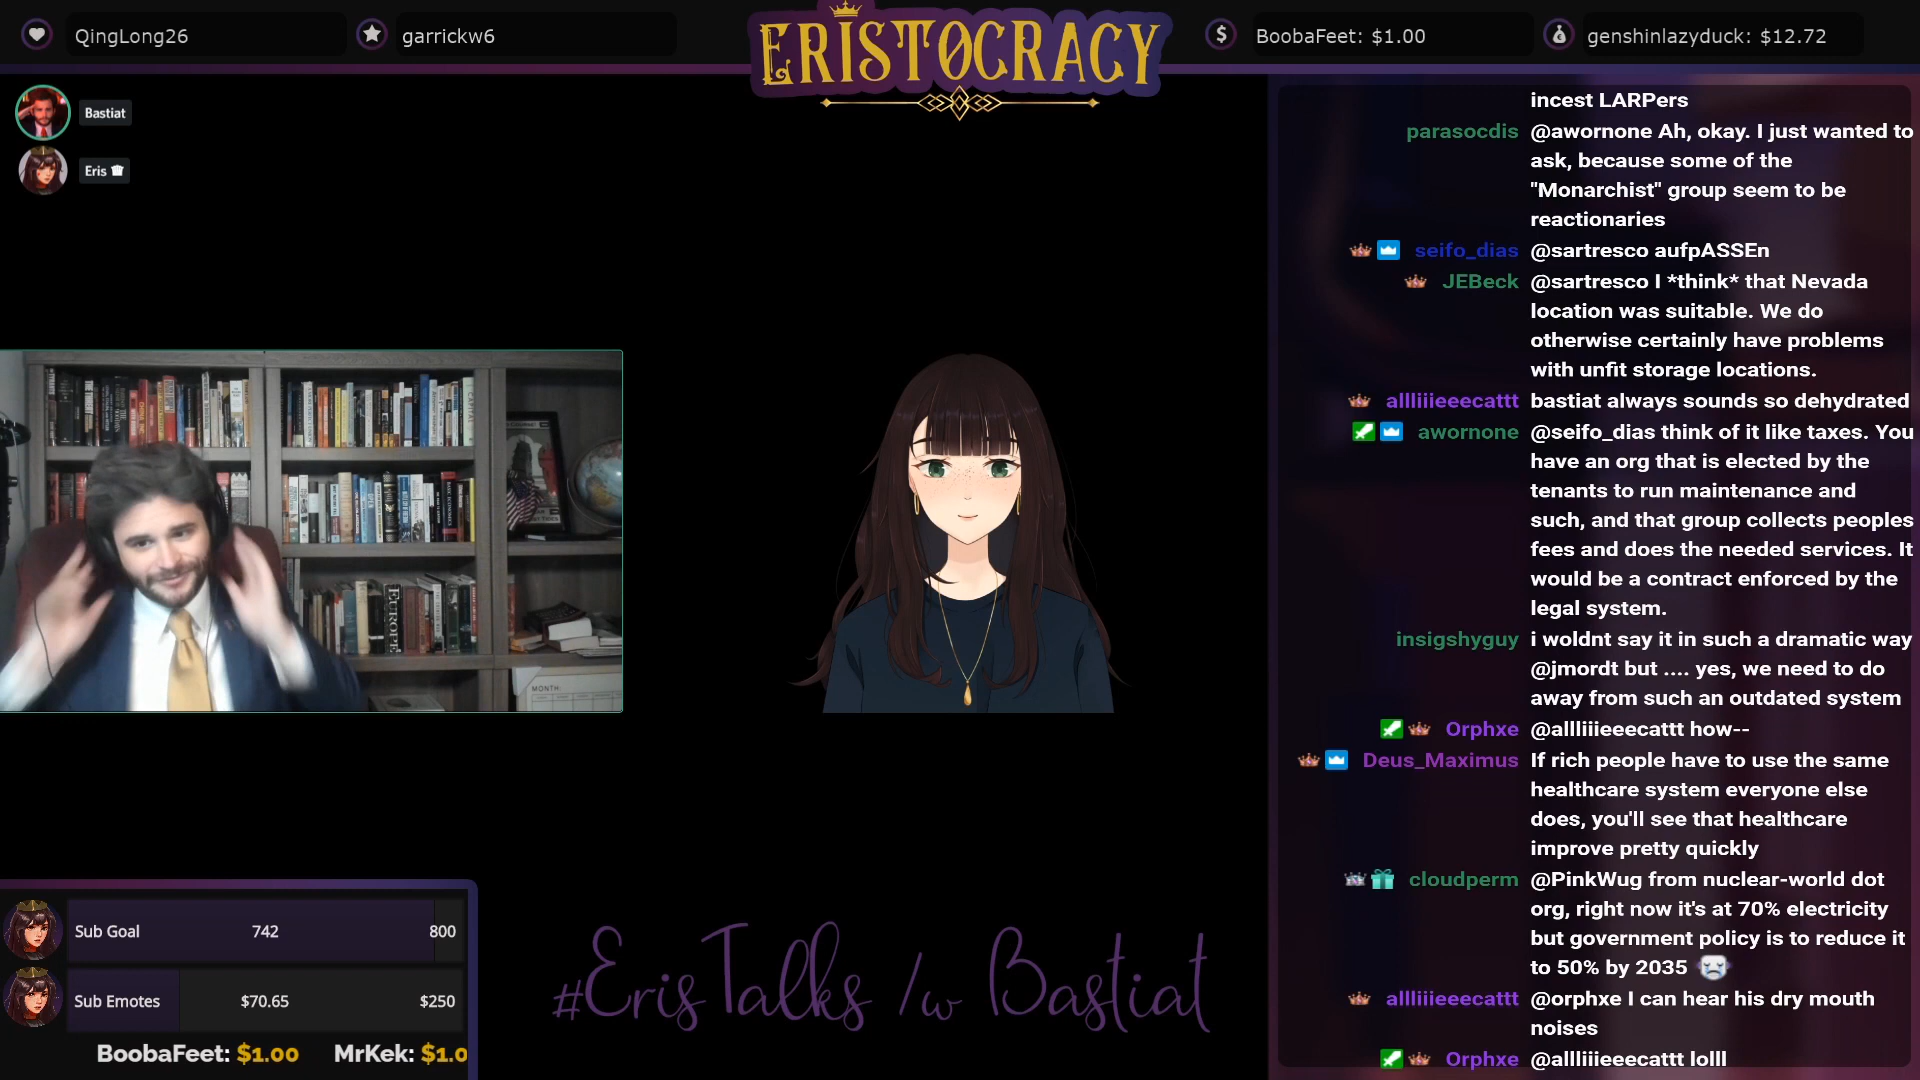 QingLong26
garrickw6
ERISTOCRACY
BoobaFeet: $1.00
genshinlazyduck: $12.72
Bastiat
Eris
EUROPE
MONTH:
Sub Goal 742 800
Sub Emotes $70.65 $250
BoobaFeet: $1.00 MrKek: $1.0
#ErisTalks /w Bastiat
incest LARPers
parasocdis @awornone Ah, okay. I just wanted to
ask, because some of the
"Monarchist" group seem to be
reactionaries
seifo_dias @sartresco aufpASSEn
JEBeck @sartresco I *think* that Nevada
location was suitable. We do
otherwise certainly have problems
with unfit storage locations.
allliiieeecattt bastiat always sounds so dehydrated
awornone @seifo_dias think of it like taxes. You
have an org that is elected by the
tenants to run maintenance and
such, and that group collects peoples
fees and does the needed services. It
would be a contract enforced by the
legal system.
insigshyguy i woldnt say it in such a dramatic way
@jmordt but .... yes, we need to do
away from such an outdated system
Orphxe @allliiieeecattt how--
Deus_Maximus If rich people have to use the same
healthcare system everyone else
does, you'll see that healthcare
improve pretty quickly
cloudperm @PinkWug from nuclear-world dot
org, right now it's at 70% electricity
but government policy is to reduce it
to 50% by 2035
allliiieeecattt @orphxe I can hear his dry mouth
noises
Orphxe @allliiieeecattt lolll